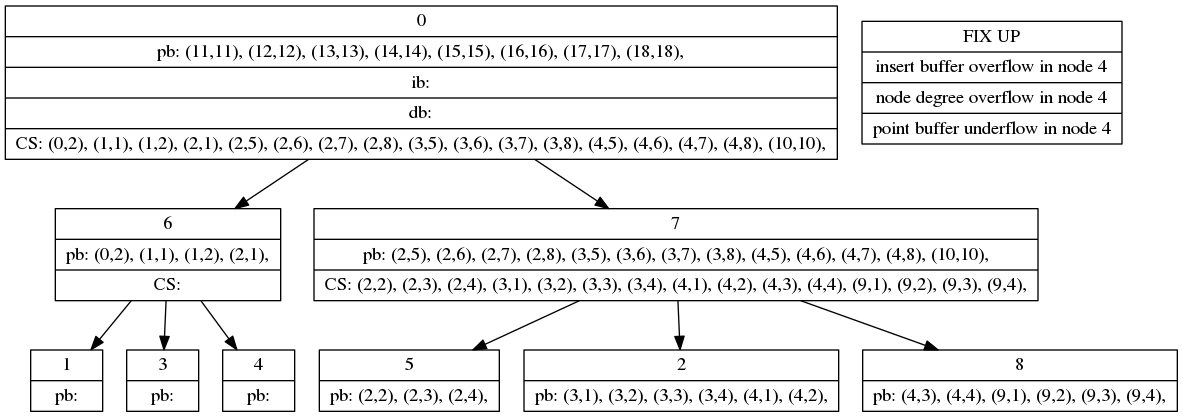 0
pb: (11,11), (12,12), (13,13), (14,14), (15,15), (16,16), (17,17), (18,18),
ib:
db:
CS: (0,2), (1,1), (1,2), (2,1), (2,5), (2,6), (2,7), (2,8), (3,5), (3,6), (3,7), (3,8), (4,5), (4,6), (4,7), (4,8), (10,10),
FIX UP
insert buffer overflow in node 4
node degree overflow in node 4
point buffer underflow in node 4
6
pb: (0,2), (1,1), (1,2), (2,1),
CS:
7
pb: (2,5), (2,6), (2,7), (2,8), (3,5), (3,6), (3,7), (3,8), (4,5), (4,6), (4,7), (4,8), (10,10),
CS: (2,2), (2,3), (2,4), (3,1), (3,2), (3,3), (3,4), (4,1), (4,2), (4,3), (4,4), (9,1), (9,2), (9,3), (9,4),
1
pb:
3
pb:
4
pb:
5
pb: (2,2), (2,3), (2,4),
2
pb: (3,1), (3,2), (3,3), (3,4), (4,1), (4,2),
8
pb: (4,3), (4,4), (9,1), (9,2), (9,3), (9,4),